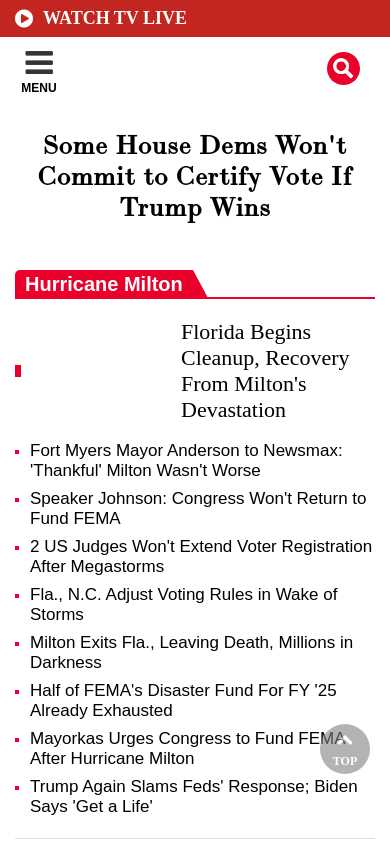 WATCH TV LIVE
MENU
Some House Dems Won't
Commit to Certify Vote If
Trump Wins
Hurricane Milton
Florida Begins
Cleanup, Recovery
From Milton's
Devastation
Fort Myers Mayor Anderson to Newsmax:
'Thankful' Milton Wasn't Worse
Speaker Johnson: Congress Won't Return to
Fund FEMA
2 US Judges Won't Extend Voter Registration
After Megastorms
Fla., N.C. Adjust Voting Rules in Wake of
Storms
Milton Exits Fla., Leaving Death, Millions in
Darkness
Half of FEMA's Disaster Fund For FY '25
Already Exhausted
Mayorkas Urges Congress to Fund FEMA
After Hurricane Milton
TOP
Trump Again Slams Feds' Response; Biden
Says 'Get a Life'